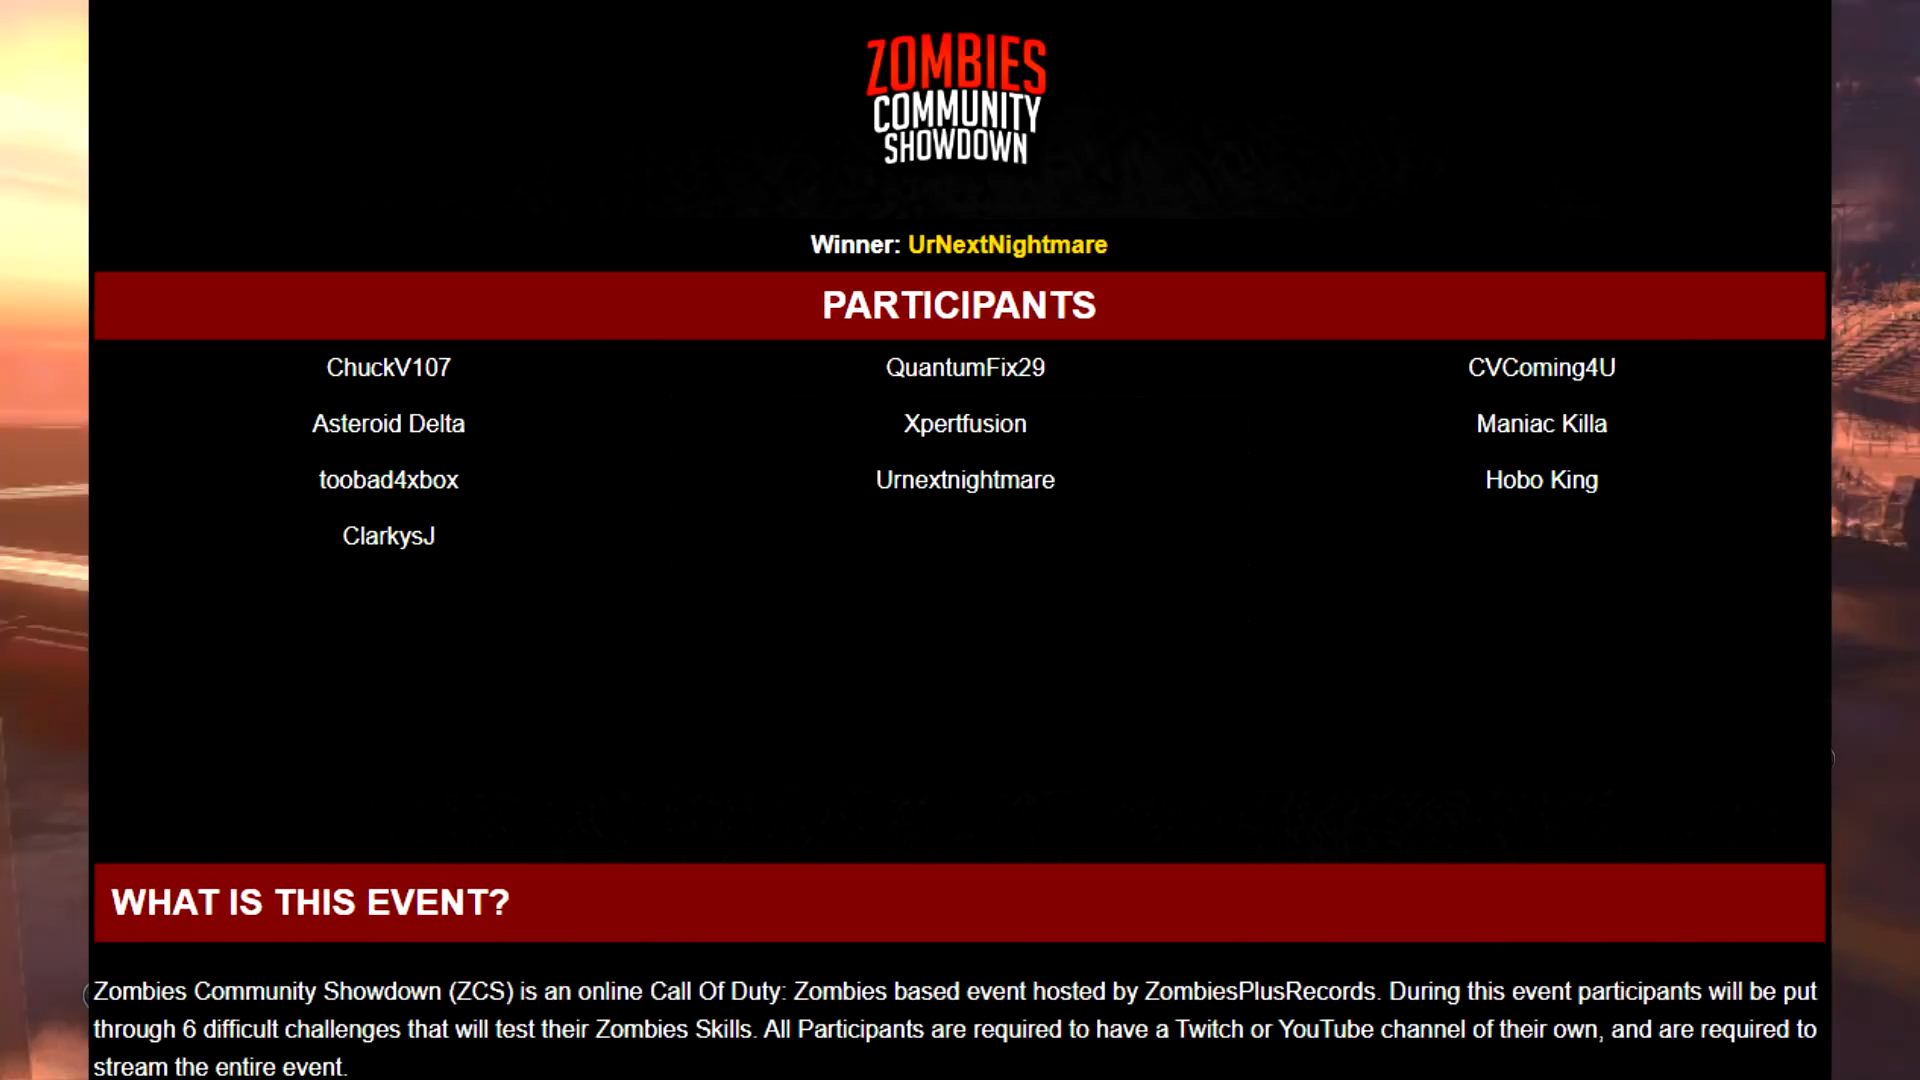 ZOMBIES
COMMUNITY
SHOWDOWN
Winner: UrNextNightmare
PARTICIPANTS
ChuckV107 QuantumFix29 CVComing4U
Asteroid Delta Xpertfusion Maniac Killa
toobad4xbox Urnextnightmare Hobo King
ClarkysJ
WHAT IS THIS EVENT?
Zombies Community Showdown (ZCS) is an online Call Of Duty: Zombies based event hosted by ZombiesPlusRecords. During this event participants will be put
through 6 difficult challenges that will test their Zombies Skills. All Participants are required to have a Twitch or YouTube channel of their own, and are required to
stream the entire event.